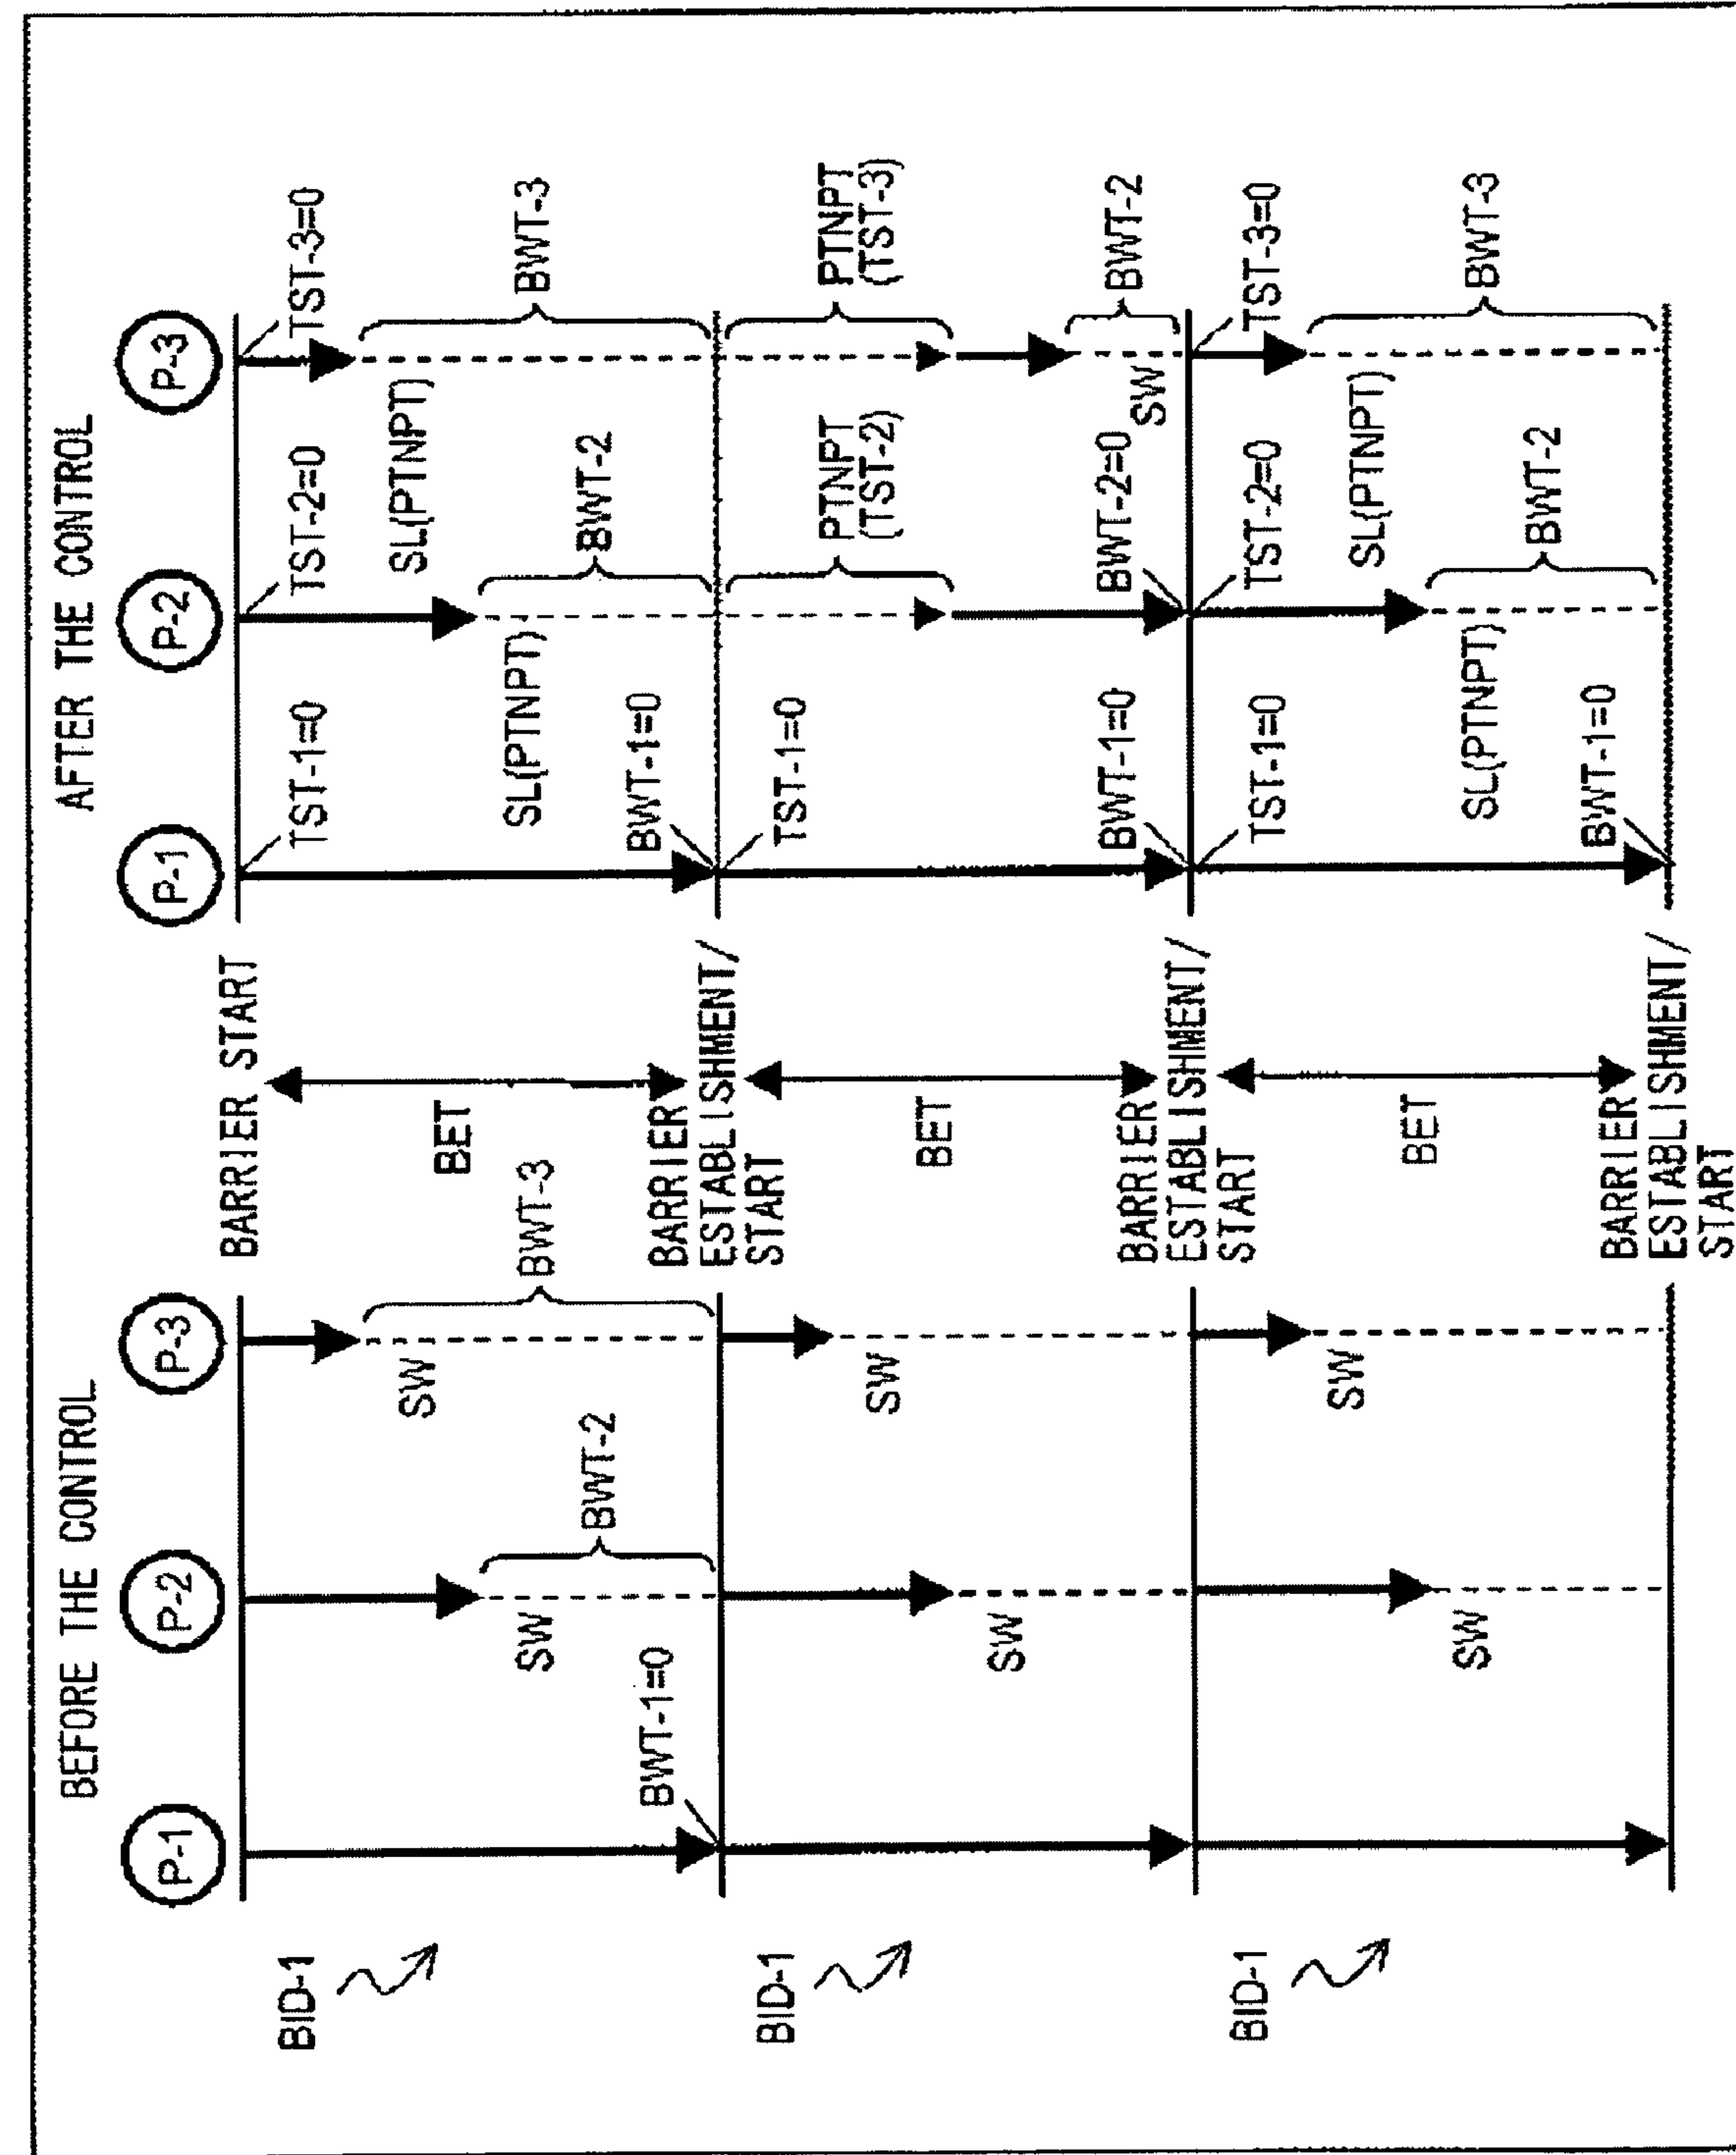 BEFORE THE CONTROL
AFTER THE CONTROL
P-1
P-2
P-3
P-1
P-2
P-3
BARRIER START
BID-1
SW
SW
BWT-2
BWT-3
BWT-1=0
BET
TST-1=0
TST-2=0
TST-3=0
SL(PTNPT)
SL(PTNPT)
BWT-2
BWT-3
BWT-1=0
BARRIER
ESTABLISHMENT/
START
BID-1
SW
SW
BET
TST-1=0
PTNPT
(TST-2)
PTNPT
(TST-3)
BWT-1=0
BWT-2=0
SW
BWT-2
BARRIER
ESTABLISHMENT/
START
BID-1
SW
SW
BET
TST-1=0
TST-2=0
TST-3=0
SL(PTNPT)
SL(PTNPT)
BWT-2
BWT-3
BWT-1=0
BARRIER
ESTABLISHMENT/
START